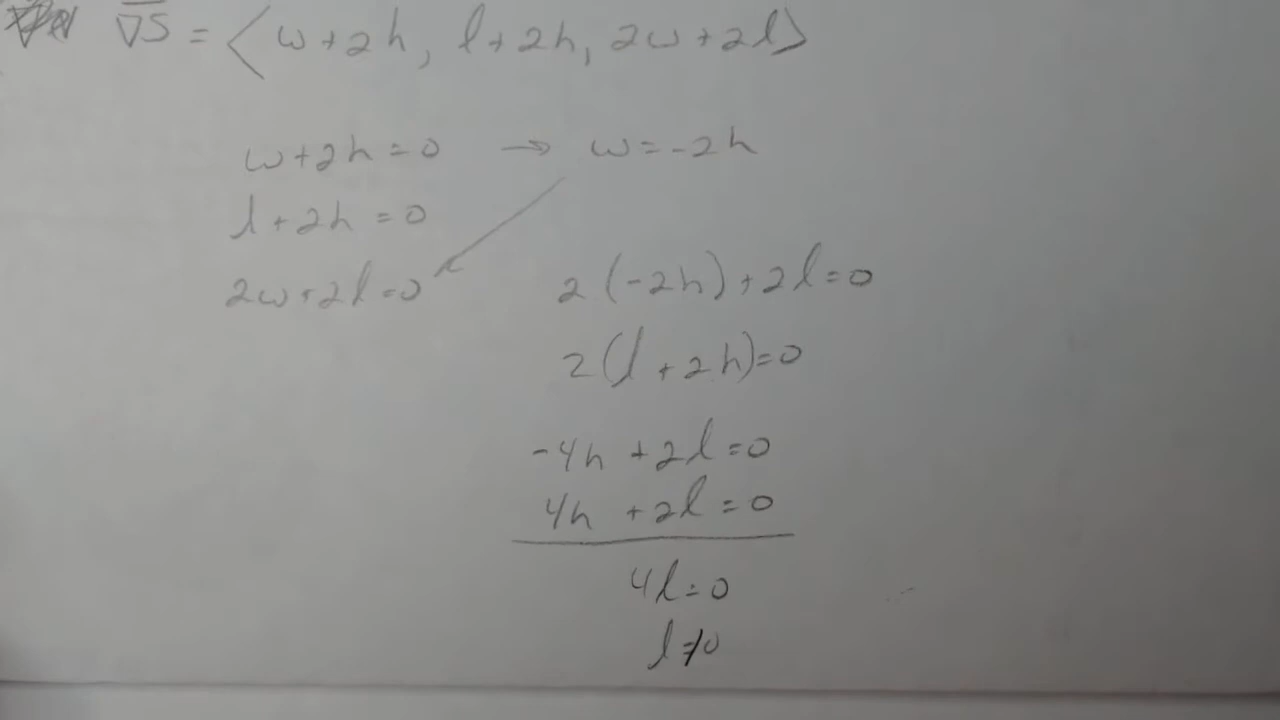 ∇S = ⟨ w + 2h, l + 2h, 2w + 2l⟩
w + 2h = 0 → w = -2h
l + 2h = 0
2w + 2l = 0
2(-2h) + 2l = 0
2(l + 2h) = 0
-4h + 2l = 0
4h + 2l = 0
4l = 0
l ≠ 0